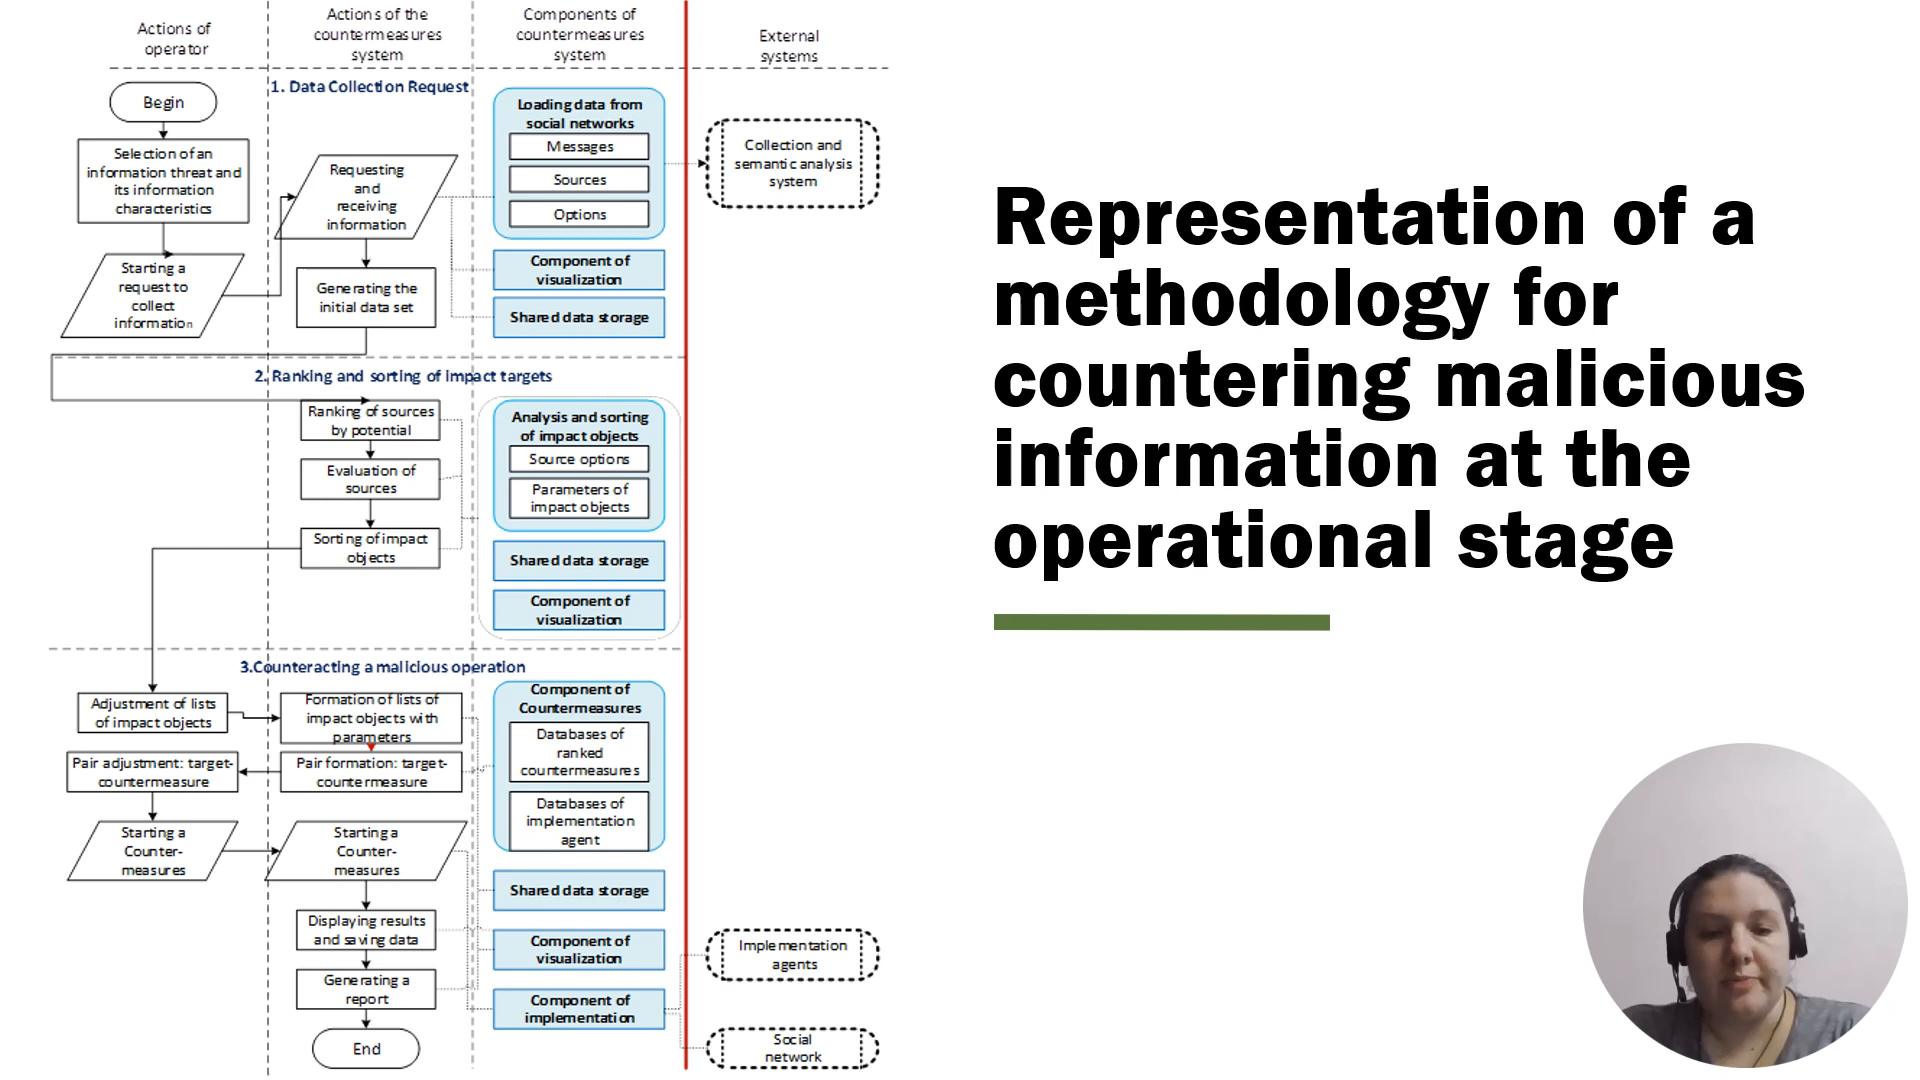 Actions of
operator
Actions of the
countermeasures
system
Components of
countermeasures
system
External
systems
1. Data Collection Request
Begin
Selection of an
information threat and
its information
characteristics
Starting a
request to
collect
information
Requesting
and
receiving
information
Generating the
initial data set
Loading data from
social networks
Messages
Sources
Options
Component of
visualization
Shared data storage
Collection and
semantic analysis
system
2. Ranking and sorting of impact targets
Ranking of sources
by potential
Evaluation of
sources
Sorting of impact
objects
Analysis and sorting
of impact objects
Source options
Parameters of
impact objects
Shared data storage
Component of
visualization
3.Counteracting a malicious operation
Adjustment of lists
of impact objects
Formation of lists of
impact objects with
parameters
Pair adjustment: target-
countermeasure
Pair formation: target-
countermeasure
Starting a
Counter-
measures
Starting a
Counter-
measures
Displaying results
and saving data
Generating a
report
End
Component of
Countermeasures
Databases of
ranked
countermeasures
Databases of
implementation
agent
Shared data storage
Component of
visualization
Component of
implementation
Implementation
agents
Social
network
Representation of a
methodology for
countering malicious
information at the
operational stage